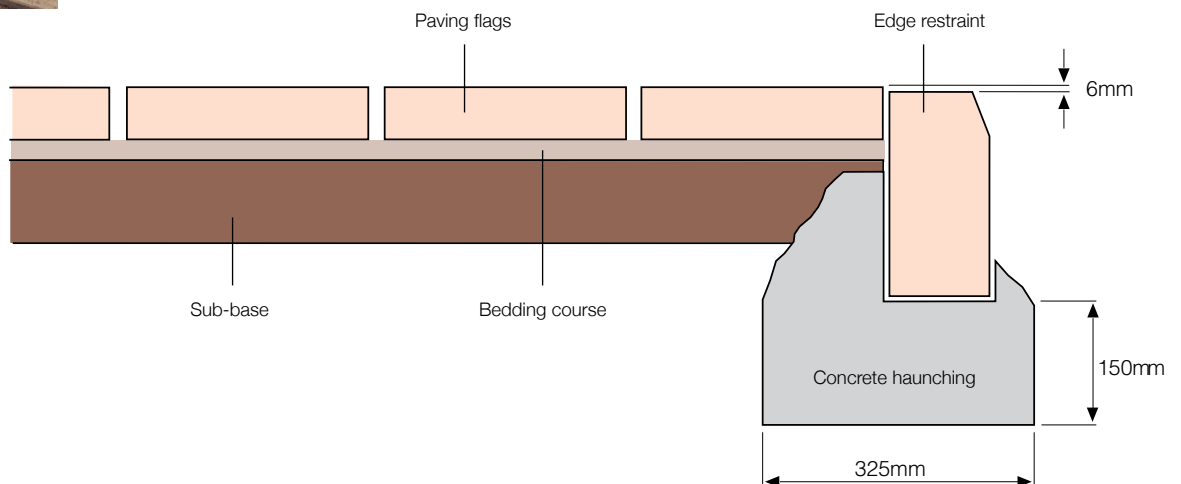 Paving flags
Edge restraint
6mm
Sub-base
Bedding course
150mm
Concrete haunching
325mm